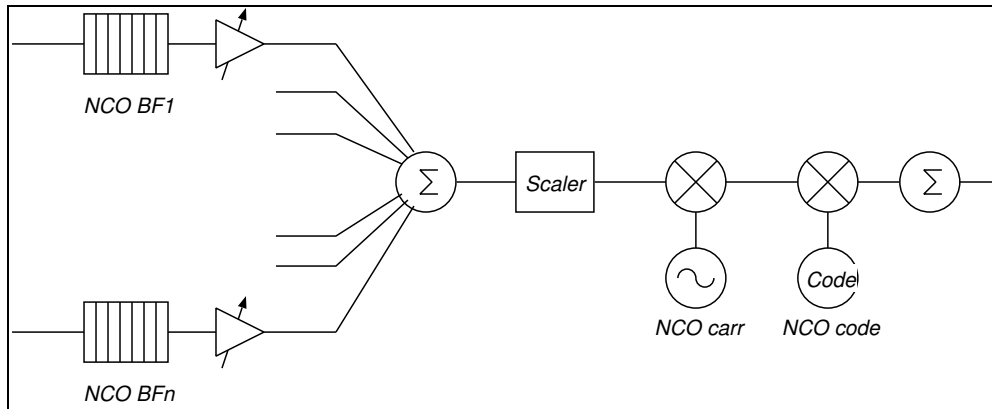 NCO BF1
Σ
Scaler
Σ
Code
NCO carr
NCO code
NCO BFn